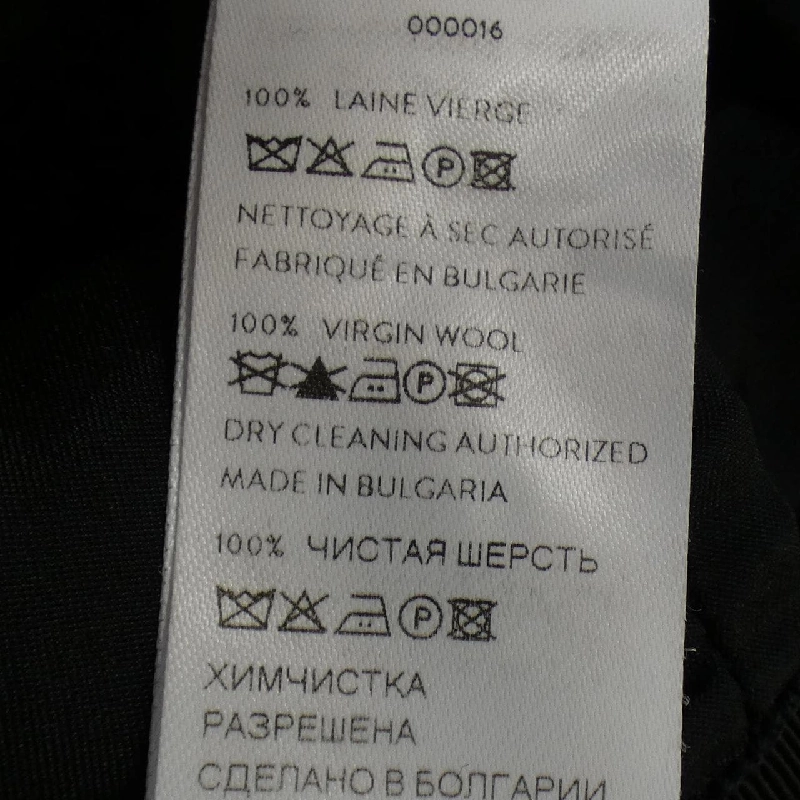 000016
100% LAINE VIERGE
P
NETTOYAGE À SEC AUTORISÉ
FABRIQUÉ EN BULGARIE
100% VIRGIN WOOL
P
DRY CLEANING AUTHORIZED
MADE IN BULGARIA
100% ЧИСТАЯ ШЕРСТЬ
P
ХИМЧИСТКА
РАЗРЕШЕНА
СДЕЛАНО В БОЛГАРИИ